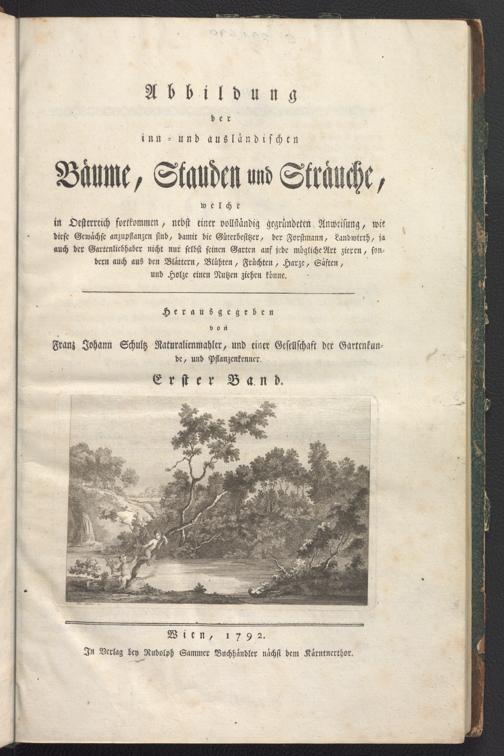 Abbildung
der
inn- und ausländischen
Bäume, Stauden und Sträuche,
welche
in Oesterreich fortkommen, nebst einer vollständig gegründeten Anweisung, wie
diese Gewächse anzupflanzen sind, damit die Güterbesitzer, der Forstmann, Landwirth, ja
auch der Gartenliebhaber nicht nur selbst seinen Garten auf jede mögliche Art zieren, son-
dern auch aus den Blättern, Blühten, Früchten, Harze, Säften,
und Holze einen Nutzen ziehen könne.
Herausgegeben
von
Franz Johann Schultz Naturalienmahler, und einer Gesellschaft der Gartenkun-
de, und Pflanzenkenner.
Erster Band.
Wien, 1792.
In Verlag bey Rudolph Sammer Buchhändler nächst dem Kärntnerthor.